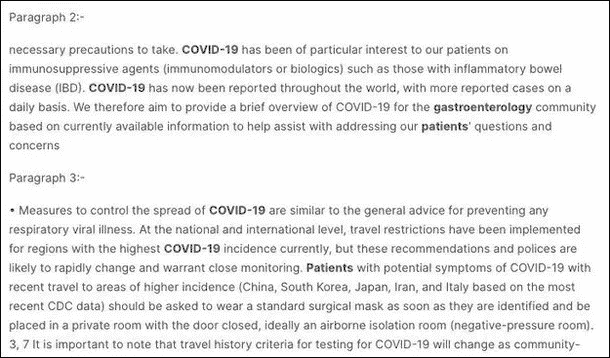 Paragraph 2:-
necessary precautions to take. COVID-19 has been of particular interest to our patients on
immunosuppressive agents (immunomodulators or biologics) such as those with inflammatory bowel
disease (IBD). COVID-19 has now been reported throughout the world, with more reported cases on a
daily basis. We therefore aim to provide a brief overview of COVID-19 for the gastroenterology community
based on currently available information to help assist with addressing our patients' questions and
concerns
Paragraph 3:-
• Measures to control the spread of COVID-19 are similar to the general advice for preventing any
respiratory viral illness. At the national and international level, travel restrictions have been implemented
for regions with the highest COVID-19 incidence currently, but these recommendations and polices are
likely to rapidly change and warrant close monitoring. Patients with potential symptoms of COVID-19 with
recent travel to areas of higher incidence (China, South Korea, Japan, Iran, and Italy based on the most
recent CDC data) should be asked to wear a standard surgical mask as soon as they are identified and be
placed in a private room with the door closed, ideally an airborne isolation room (negative-pressure room).
3, 7 It is important to note that travel history criteria for testing for COVID-19 will change as community-